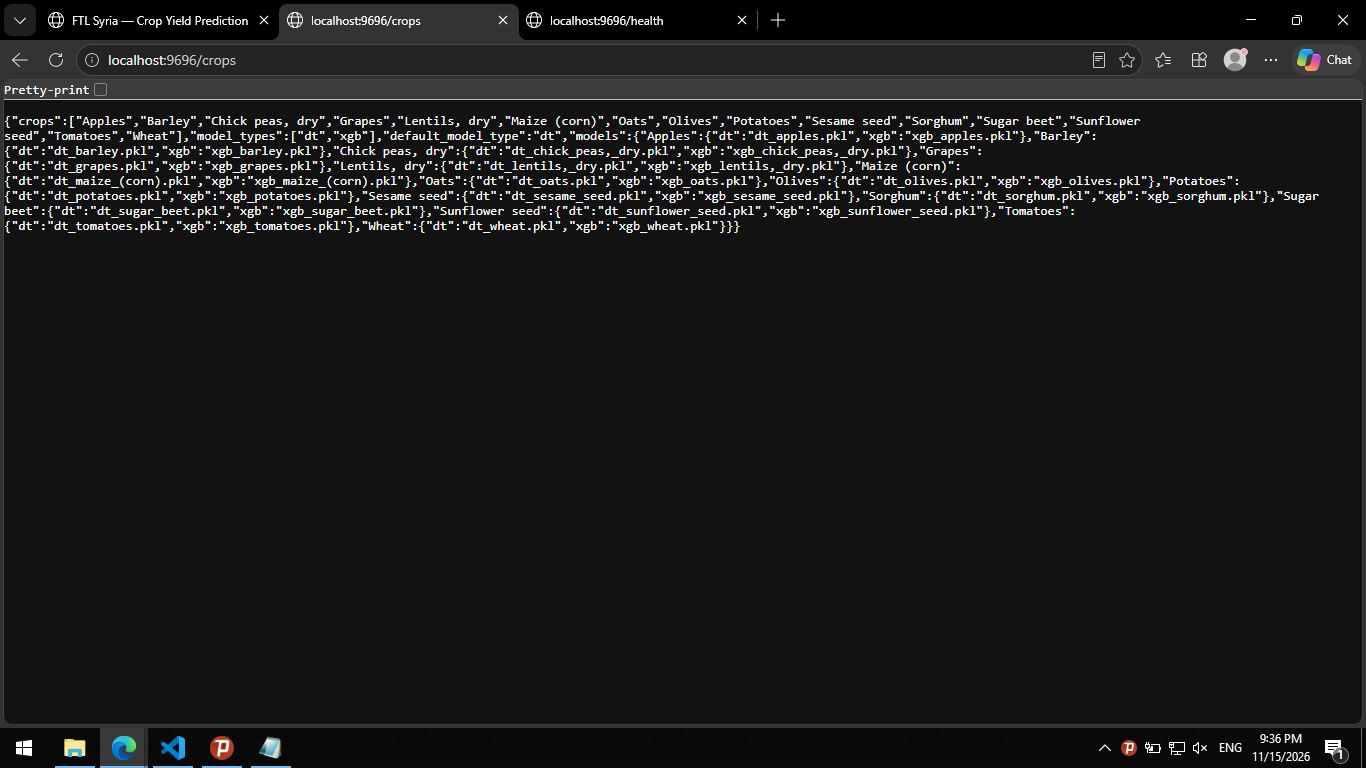 FTL Syria — Crop Yield Prediction
localhost:9696/crops
localhost:9696/health
localhost:9696/crops
Chat
Pretty-print
{"crops":["Apples","Barley","Chick peas, dry","Grapes","Lentils, dry","Maize (corn)","Oats","Olives","Potatoes","Sesame seed","Sorghum","Sugar beet","Sunflower
seed","Tomatoes","Wheat"],"model_types":["dt","xgb"],"default_model_type":"dt","models":{"Apples":{"dt":"dt_apples.pkl","xgb":"xgb_apples.pkl"},"Barley":
{"dt":"dt_barley.pkl","xgb":"xgb_barley.pkl"},"Chick peas, dry":{"dt":"dt_chick_peas,_dry.pkl","xgb":"xgb_chick_peas,_dry.pkl"},"Grapes":
{"dt":"dt_grapes.pkl","xgb":"xgb_grapes.pkl"},"Lentils, dry":{"dt":"dt_lentils,_dry.pkl","xgb":"xgb_lentils,_dry.pkl"},"Maize (corn)":
{"dt":"dt_maize_(corn).pkl","xgb":"xgb_maize_(corn).pkl"},"Oats":{"dt":"dt_oats.pkl","xgb":"xgb_oats.pkl"},"Olives":{"dt":"dt_olives.pkl","xgb":"xgb_olives.pkl"},"Potatoes":
{"dt":"dt_potatoes.pkl","xgb":"xgb_potatoes.pkl"},"Sesame seed":{"dt":"dt_sesame_seed.pkl","xgb":"xgb_sesame_seed.pkl"},"Sorghum":{"dt":"dt_sorghum.pkl","xgb":"xgb_sorghum.pkl"},"Sugar
beet":{"dt":"dt_sugar_beet.pkl","xgb":"xgb_sugar_beet.pkl"},"Sunflower seed":{"dt":"dt_sunflower_seed.pkl","xgb":"xgb_sunflower_seed.pkl"},"Tomatoes":
{"dt":"dt_tomatoes.pkl","xgb":"xgb_tomatoes.pkl"},"Wheat":{"dt":"dt_wheat.pkl","xgb":"xgb_wheat.pkl"}}}
ENG
9:36 PM
11/15/2026
1